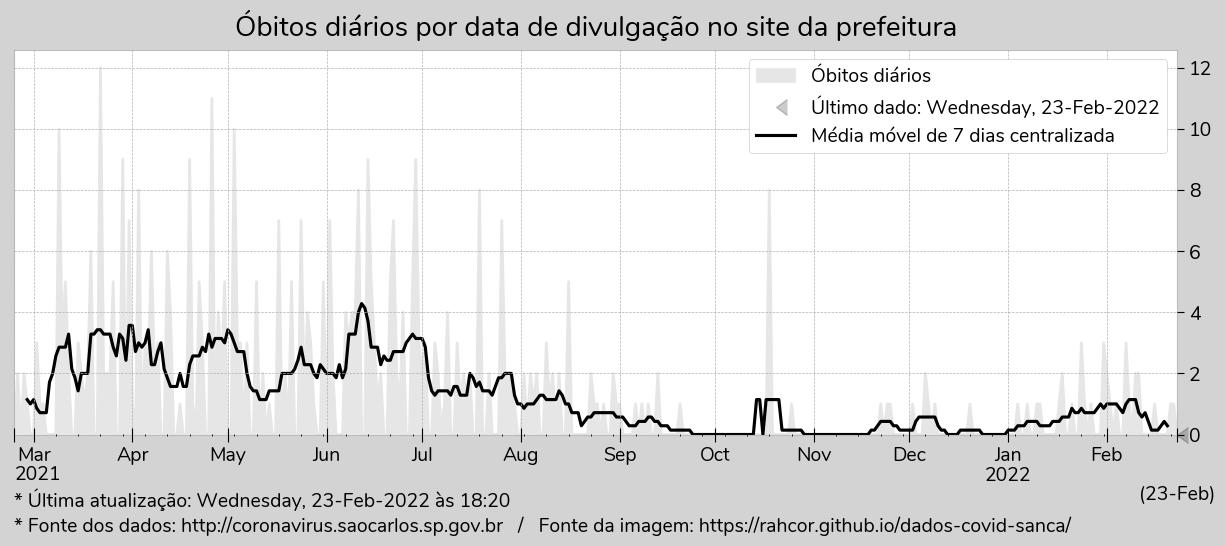 Óbitos diários por data de divulgação no site da prefeitura
Óbitos diários
Último dado: Wednesday, 23-Feb-2022
Média móvel de 7 dias centralizada
12
10
8
6
4
2
0
Mar Apr May Jun Jul Aug Sep Oct Nov Dec Jan Feb
2021 2022
(23-Feb)
* Última atualização: Wednesday, 23-Feb-2022 às 18:20
* Fonte dos dados: http://coronavirus.saocarlos.sp.gov.br / Fonte da imagem: https://rahcor.github.io/dados-covid-sanca/